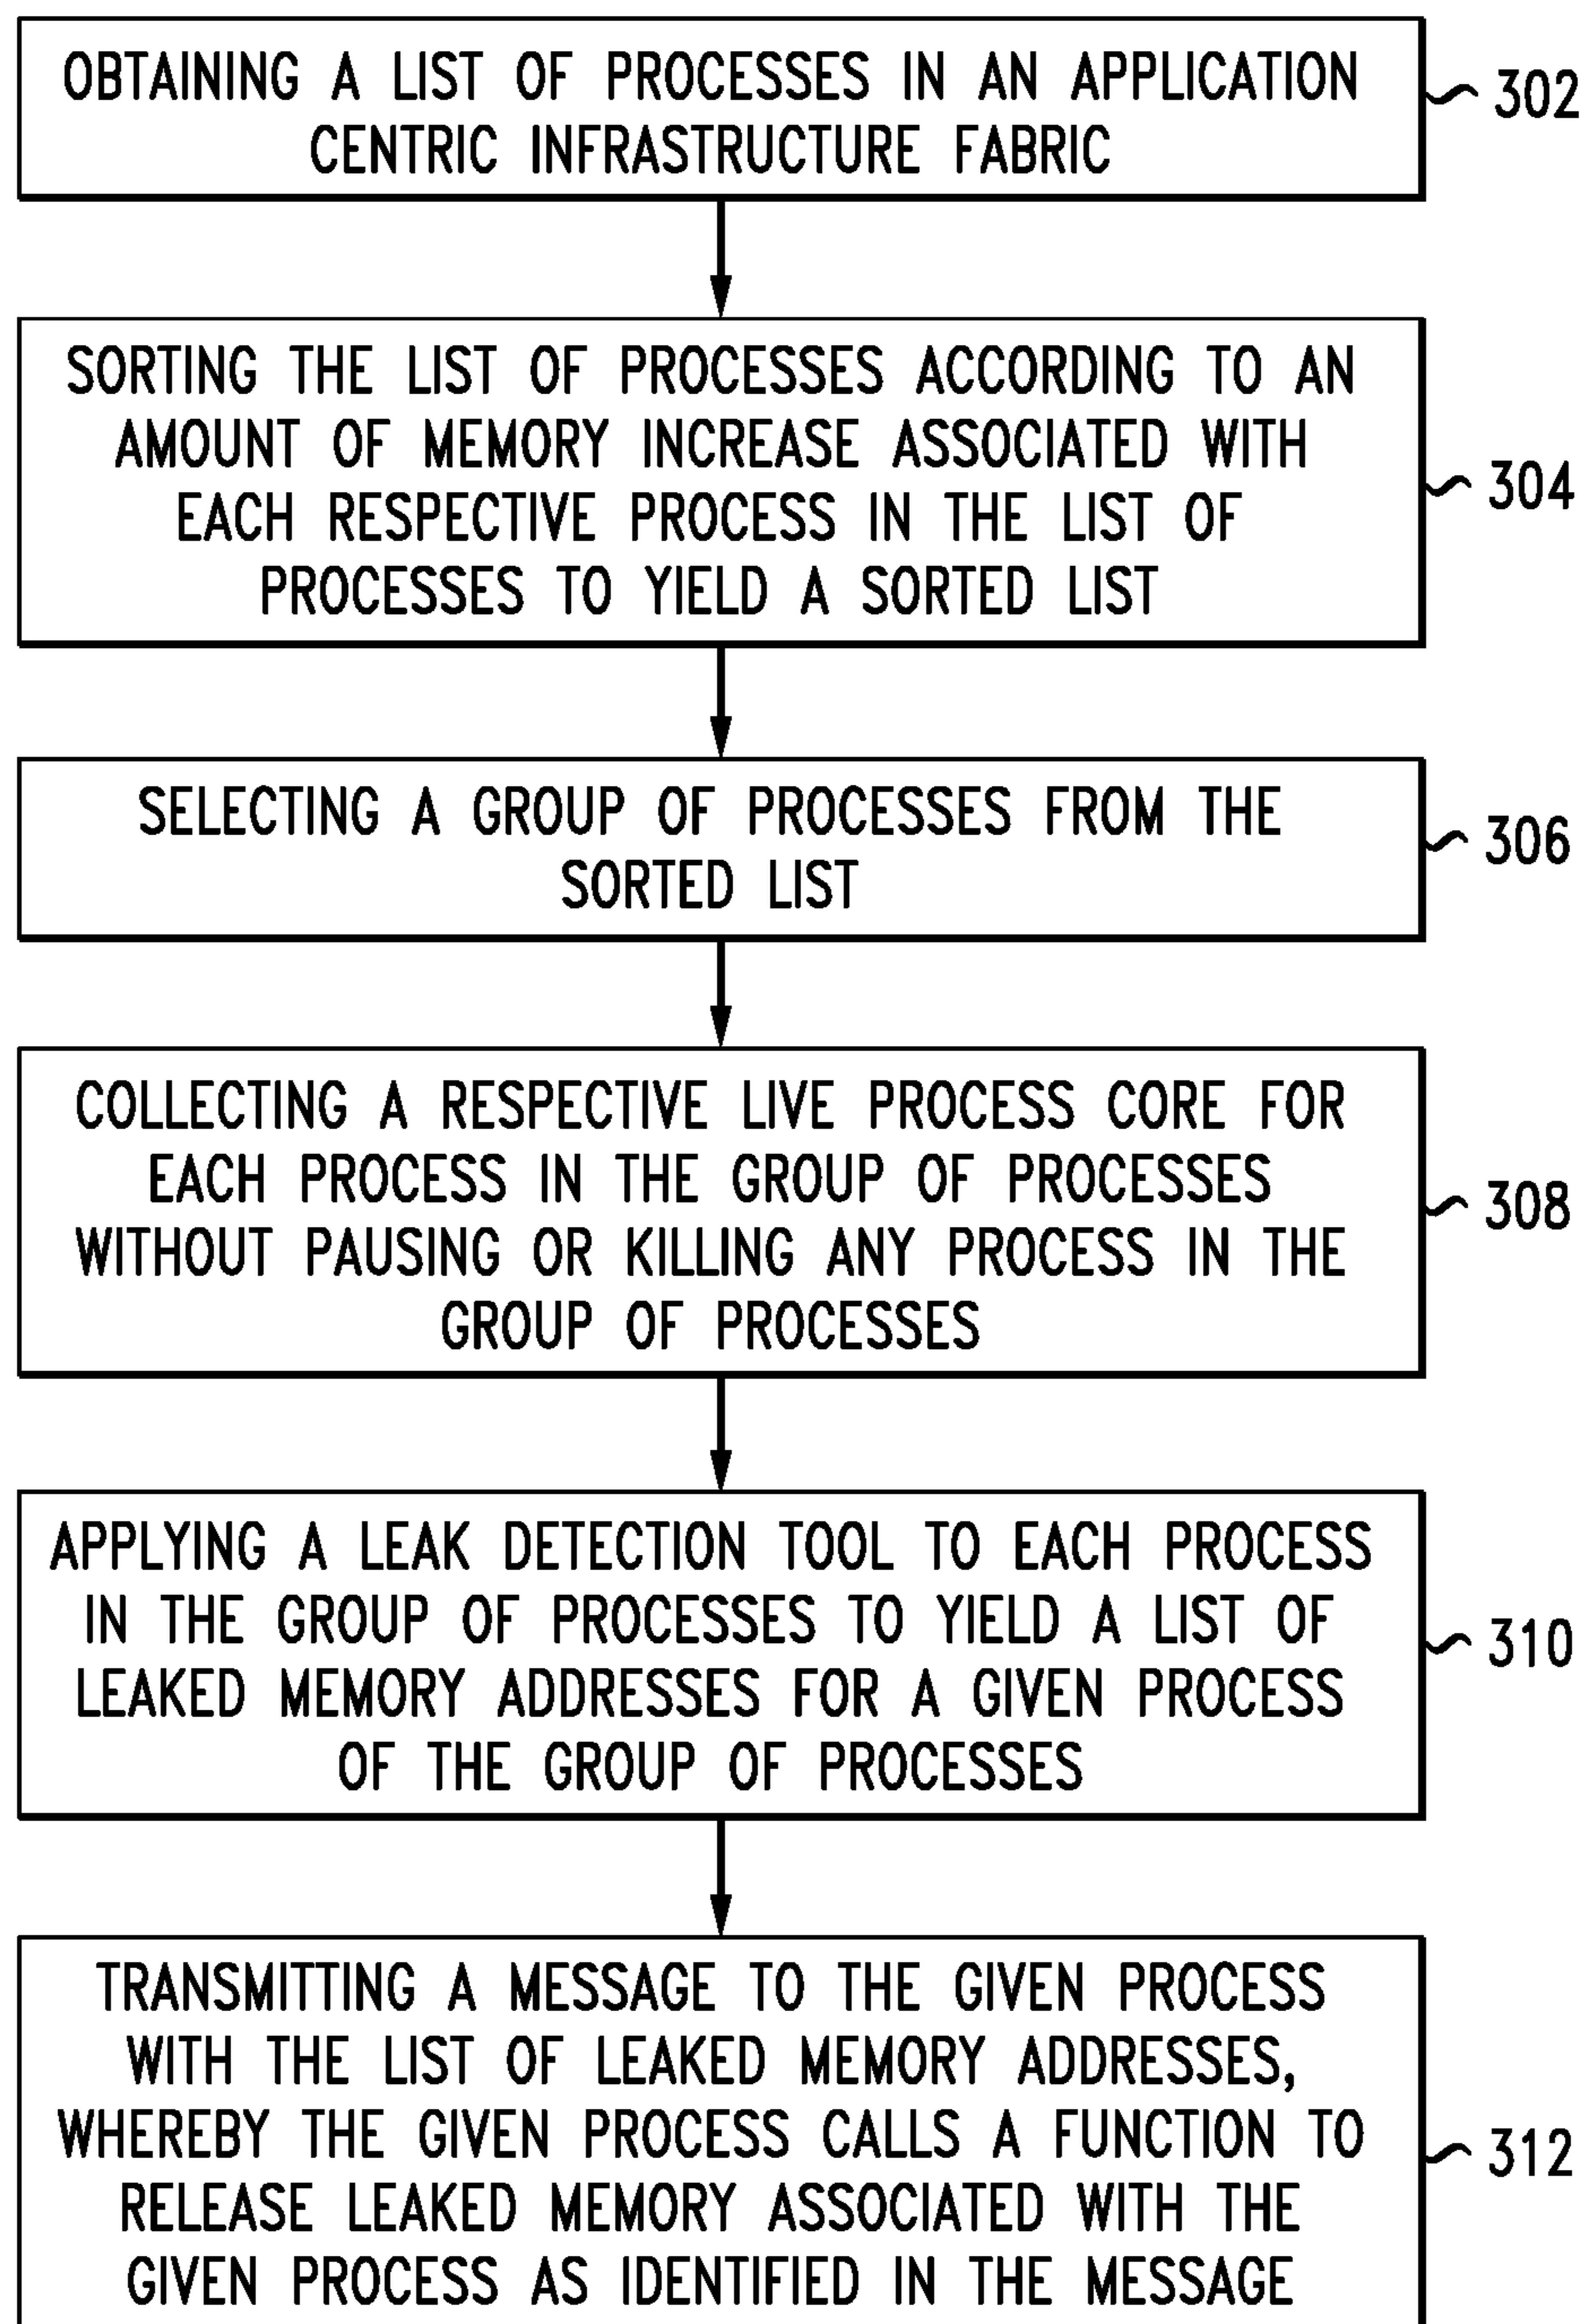 OBTAINING A LIST OF PROCESSES IN AN APPLICATION
CENTRIC INFRASTRUCTURE FABRIC
302
SORTING THE LIST OF PROCESSES ACCORDING TO AN
AMOUNT OF MEMORY INCREASE ASSOCIATED WITH
EACH RESPECTIVE PROCESS IN THE LIST OF
PROCESSES TO YIELD A SORTED LIST
304
SELECTING A GROUP OF PROCESSES FROM THE
SORTED LIST
306
COLLECTING A RESPECTIVE LIVE PROCESS CORE FOR
EACH PROCESS IN THE GROUP OF PROCESSES
WITHOUT PAUSING OR KILLING ANY PROCESS IN THE
GROUP OF PROCESSES
308
APPLYING A LEAK DETECTION TOOL TO EACH PROCESS
IN THE GROUP OF PROCESSES TO YIELD A LIST OF
LEAKED MEMORY ADDRESSES FOR A GIVEN PROCESS
OF THE GROUP OF PROCESSES
310
TRANSMITTING A MESSAGE TO THE GIVEN PROCESS
WITH THE LIST OF LEAKED MEMORY ADDRESSES,
WHEREBY THE GIVEN PROCESS CALLS A FUNCTION TO
RELEASE LEAKED MEMORY ASSOCIATED WITH THE
GIVEN PROCESS AS IDENTIFIED IN THE MESSAGE
312